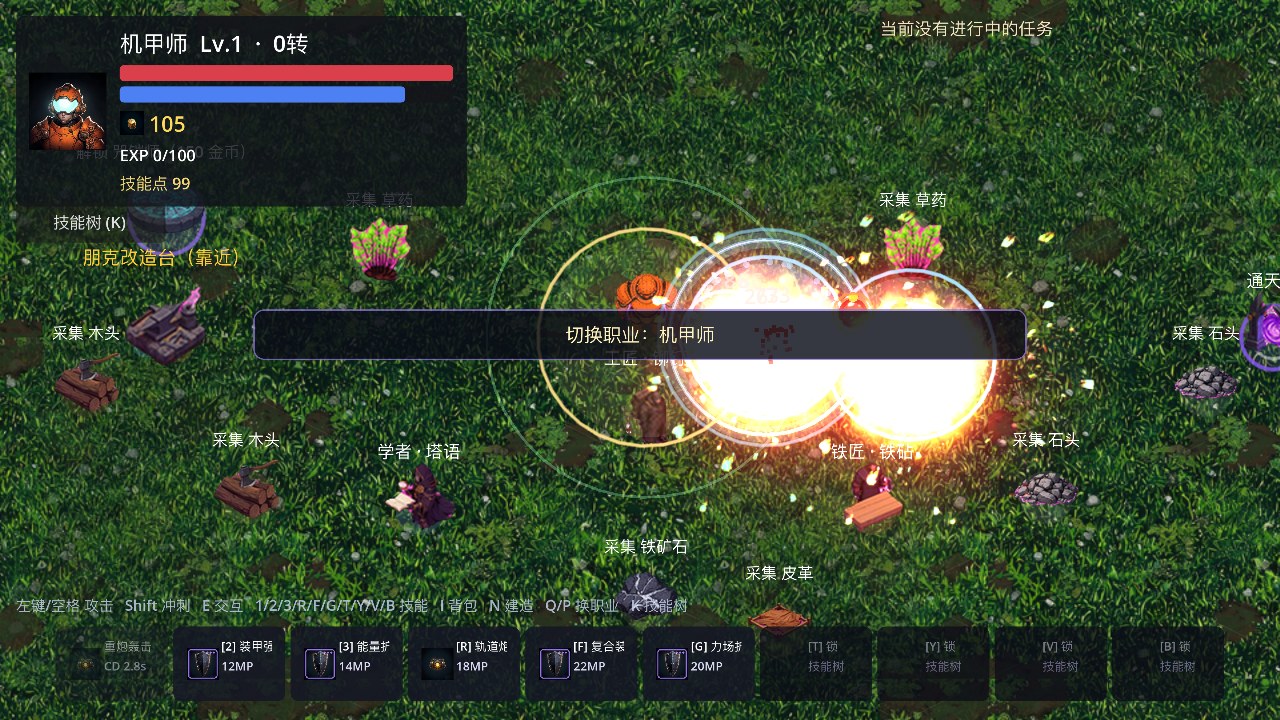 机甲师 Lv.1 · 0转
当前没有进行中的任务
105
EXP 0/100
技能点 99
技能树 (K)
朋克改造台（靠近）
采集 草药
采集 草药
通天
采集 木头
采集 石头
切换职业：机甲师
采集 木头
学者·塔语
铁匠·铁砧
采集 石头
采集 铁矿石
采集 皮革
左键/空格 攻击 Shift 冲刺 E 交互 1/2/3/R/F/G/T/Y/V/B 技能 I 背包 N 建造 Q/P 换职业 K 技能树
重炮轰击
CD 2.8s
[2] 装甲强
12MP
[3] 能量护
14MP
[R] 轨道炮
18MP
[F] 复合装
22MP
[G] 力场护
20MP
[T] 锁
技能树
[Y] 锁
技能树
[V] 锁
技能树
[B] 锁
技能树